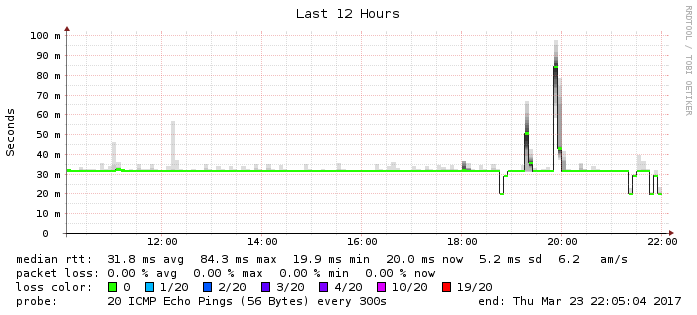 Last 12 Hours
RRDTOOL / TOBI OETIKER
Seconds
100 m
90 m
80 m
70 m
60 m
50 m
40 m
30 m
20 m
10 m
0
12:00 14:00 16:00 18:00 20:00 22:00
median rtt: 31.8 ms avg 84.3 ms max 19.9 ms min 20.0 ms now 5.2 ms sd 6.2 am/s
packet loss: 0.00 % avg 0.00 % max 0.00 % min 0.00 % now
loss color: 0 1/20 2/20 3/20 4/20 10/20 19/20
probe: 20 ICMP Echo Pings (56 Bytes) every 300s end: Thu Mar 23 22:05:04 2017